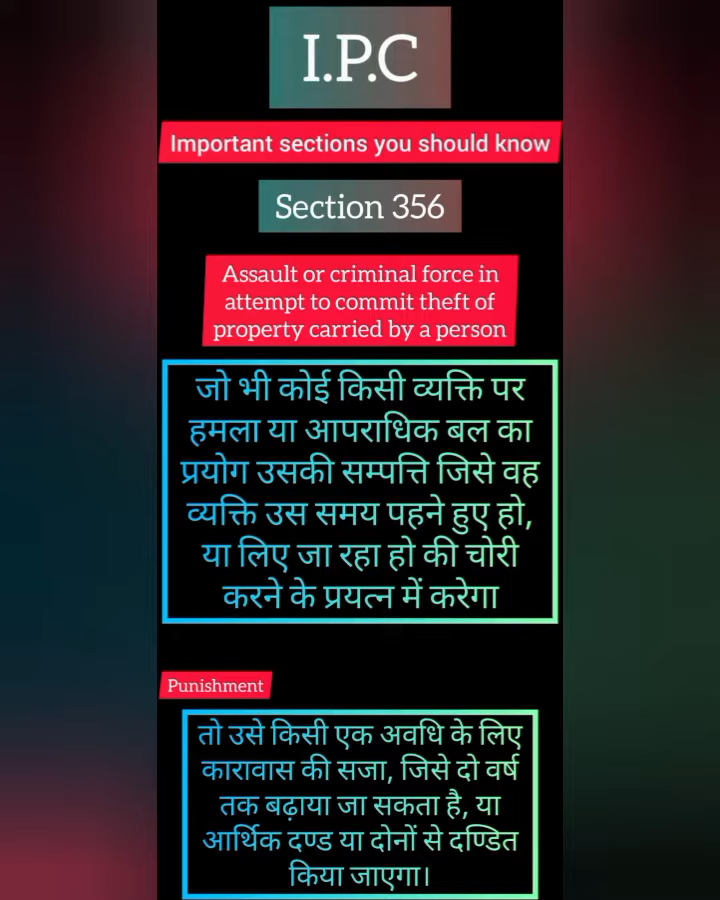 I.P.C
Important sections you should know
Section 356
Assault or criminal force in
attempt to commit theft of
property carried by a person
जो भी कोई किसी व्यक्ति पर
हमला या आपराधिक बल का
प्रयोग उसकी सम्पत्ति जिसे वह
व्यक्ति उस समय पहने हुए हो,
या लिए जा रहा हो की चोरी
करने के प्रयत्न में करेगा
Punishment
तो उसे किसी एक अवधि के लिए
कारावास की सजा, जिसे दो वर्ष
तक बढ़ाया जा सकता है, या
आर्थिक दण्ड या दोनों से दण्डित
किया जाएगा।